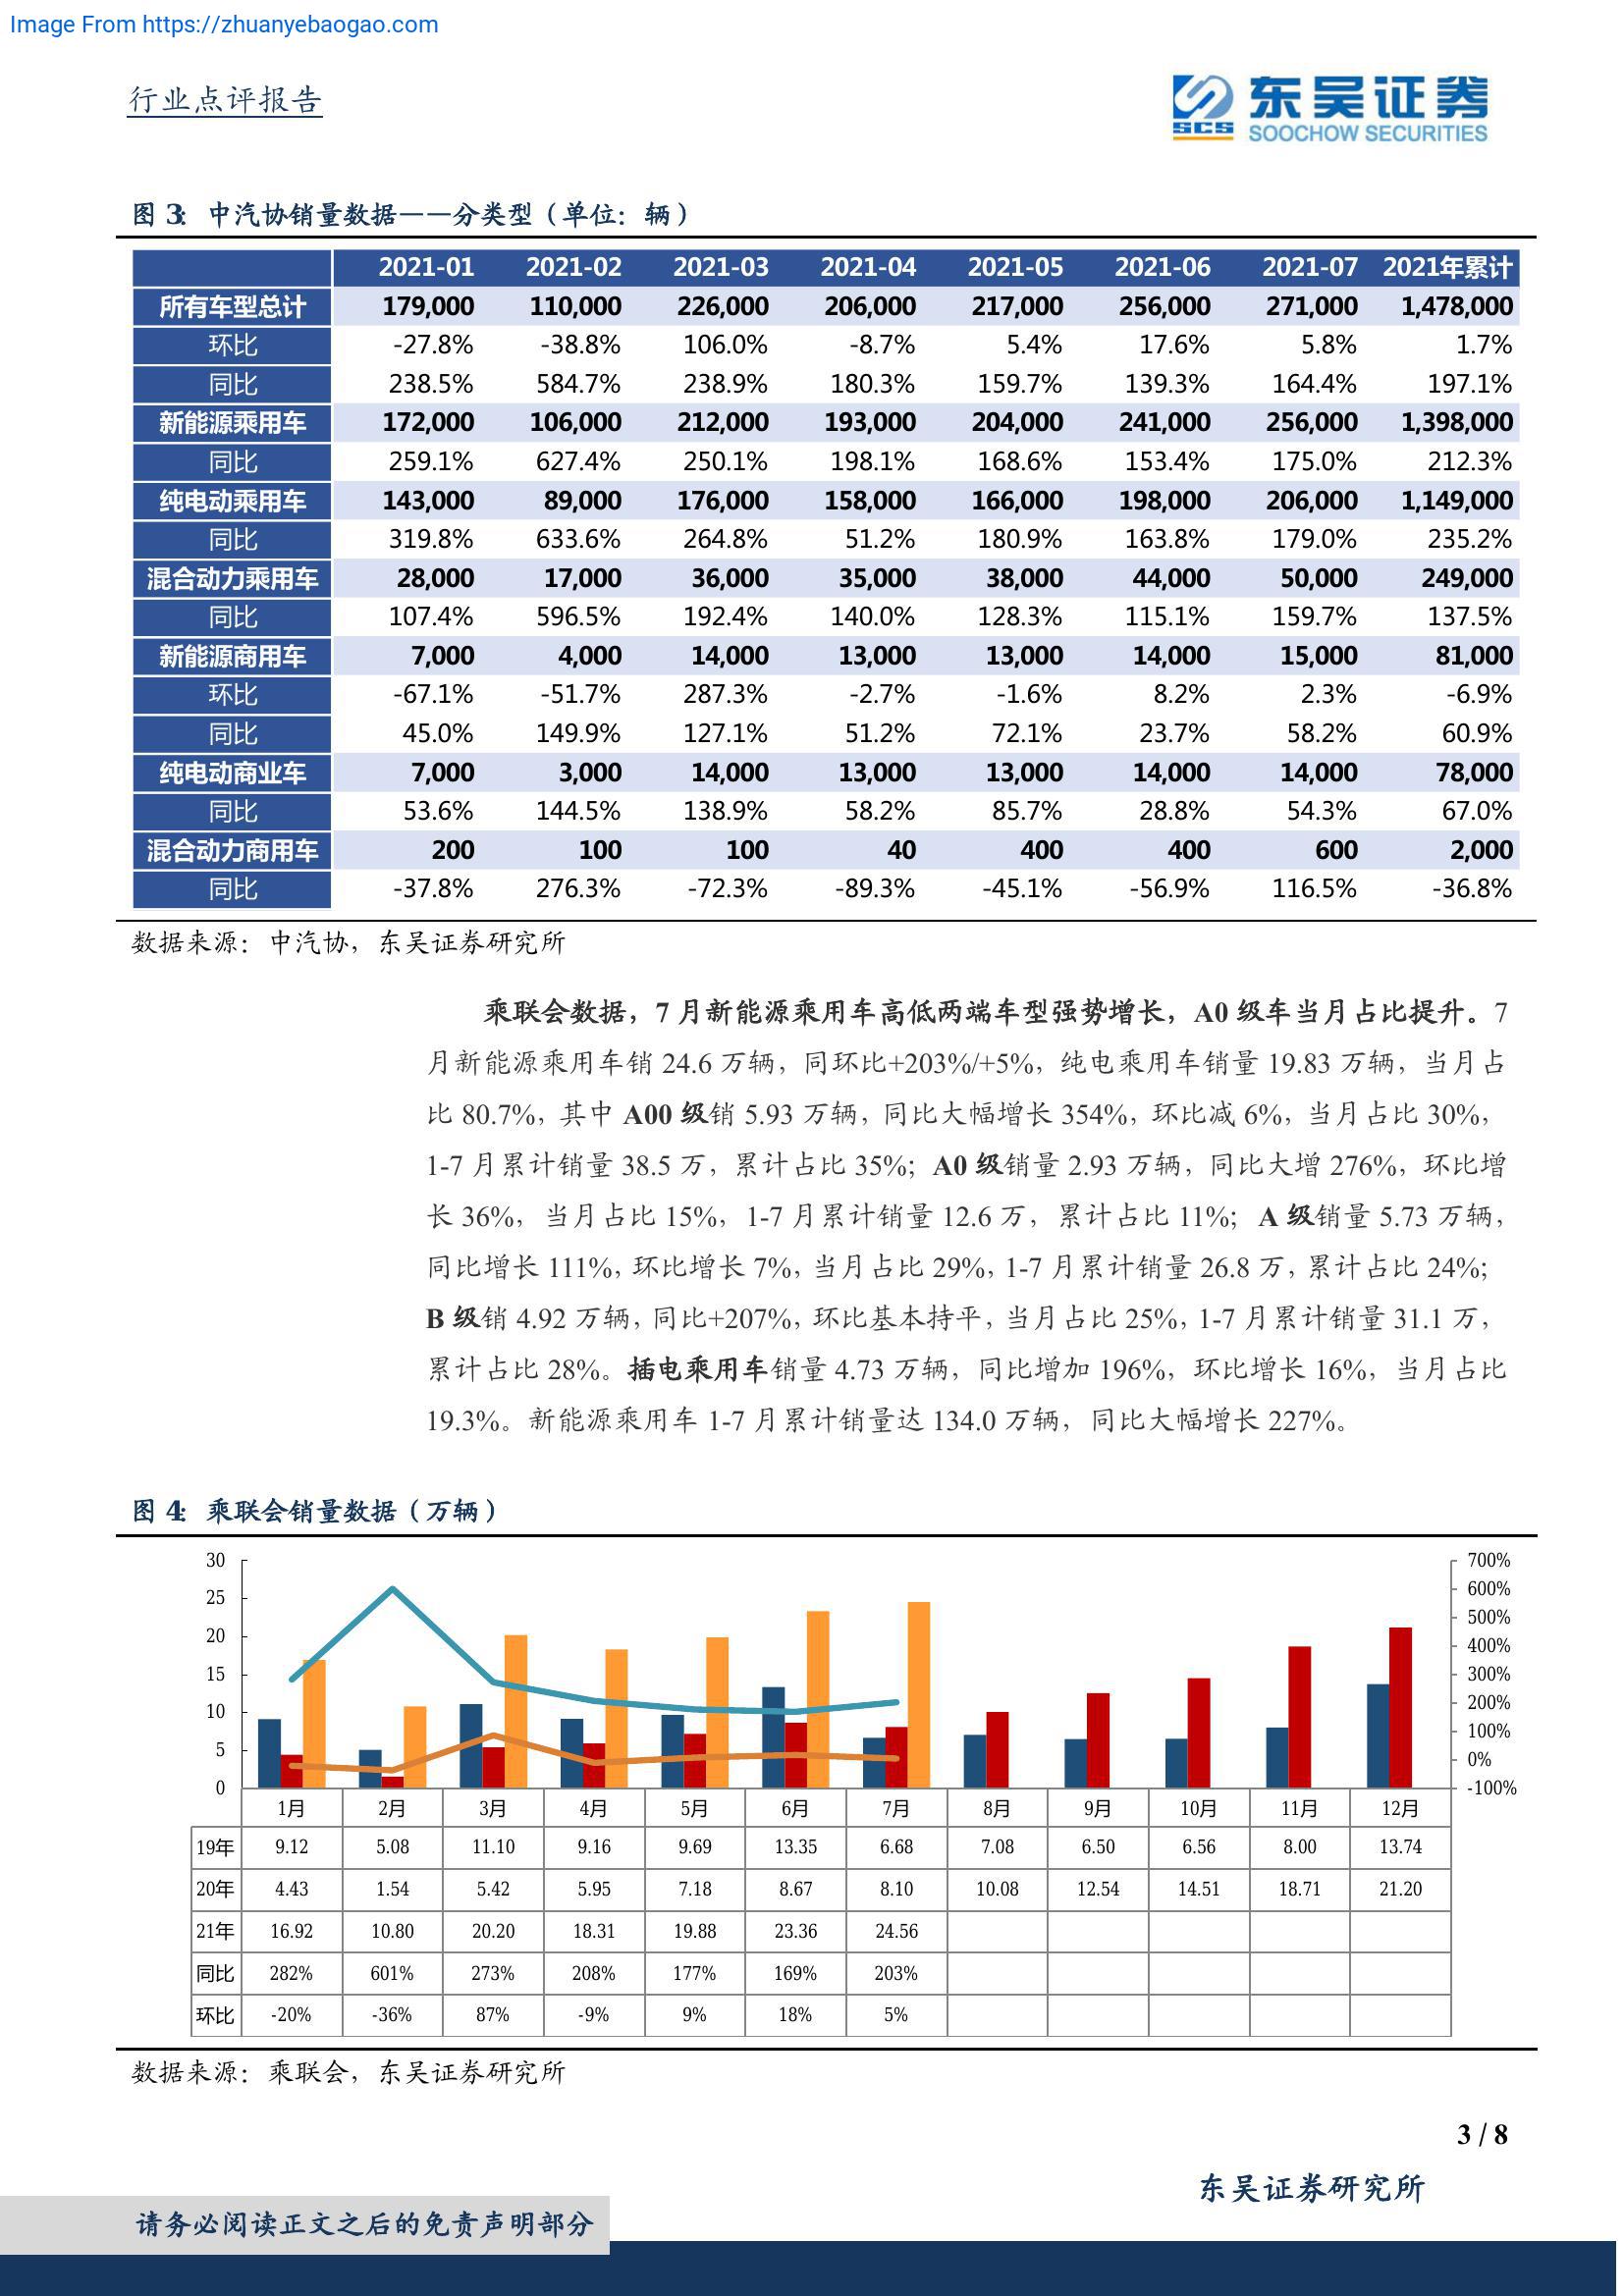 Image From https://zhuanyebaogao.com
行业点评报告
SCS 东吴证券
SOOCHOW SECURITIES
图 3: 中汽协销量数据——分类型（单位：辆）
2021-01 2021-02 2021-03 2021-04 2021-05 2021-06 2021-07 2021年累计
所有车型总计 179,000 110,000 226,000 206,000 217,000 256,000 271,000 1,478,000
环比 -27.8% -38.8% 106.0% -8.7% 5.4% 17.6% 5.8% 1.7%
同比 238.5% 584.7% 238.9% 180.3% 159.7% 139.3% 164.4% 197.1%
新能源乘用车 172,000 106,000 212,000 193,000 204,000 241,000 256,000 1,398,000
同比 259.1% 627.4% 250.1% 198.1% 168.6% 153.4% 175.0% 212.3%
纯电动乘用车 143,000 89,000 176,000 158,000 166,000 198,000 206,000 1,149,000
同比 319.8% 633.6% 264.8% 51.2% 180.9% 163.8% 179.0% 235.2%
混合动力乘用车 28,000 17,000 36,000 35,000 38,000 44,000 50,000 249,000
同比 107.4% 596.5% 192.4% 140.0% 128.3% 115.1% 159.7% 137.5%
新能源商用车 7,000 4,000 14,000 13,000 13,000 14,000 15,000 81,000
环比 -67.1% -51.7% 287.3% -2.7% -1.6% 8.2% 2.3% -6.9%
同比 45.0% 149.9% 127.1% 51.2% 72.1% 23.7% 58.2% 60.9%
纯电动商业车 7,000 3,000 14,000 13,000 13,000 14,000 14,000 78,000
同比 53.6% 144.5% 138.9% 58.2% 85.7% 28.8% 54.3% 67.0%
混合动力商用车 200 100 100 40 400 400 600 2,000
同比 -37.8% 276.3% -72.3% -89.3% -45.1% -56.9% 116.5% -36.8%
数据来源：中汽协，东吴证券研究所
乘联会数据，7 月新能源乘用车高低两端车型强势增长，A0 级车当月占比提升。7
月新能源乘用车销 24.6 万辆，同环比+203%/+5%，纯电乘用车销量 19.83 万辆，当月占
比 80.7%，其中 A00 级销 5.93 万辆，同比大幅增长 354%，环比减 6%，当月占比 30%，
1-7 月累计销量 38.5 万，累计占比 35%；A0 级销量 2.93 万辆，同比大增 276%，环比增
长 36%，当月占比 15%，1-7 月累计销量 12.6 万，累计占比 11%；A 级销量 5.73 万辆，
同比增长 111%，环比增长 7%，当月占比 29%，1-7 月累计销量 26.8 万，累计占比 24%；
B 级销 4.92 万辆，同比+207%，环比基本持平，当月占比 25%，1-7 月累计销量 31.1 万，
累计占比 28%。插电乘用车销量 4.73 万辆，同比增加 196%，环比增长 16%，当月占比
19.3%。新能源乘用车 1-7 月累计销量达 134.0 万辆，同比大幅增长 227%。
图 4: 乘联会销量数据（万辆）
30 700%
600%
25
500%
20
400%
15 300%
10 200%
100%
5
0%
0 -100%
1月 2月 3月 4月 5月 6月 7月 8月 9月 10月 11月 12月
19年 9.12 5.08 11.10 9.16 9.69 13.35 6.68 7.08 6.50 6.56 8.00 13.74
20年 4.43 1.54 5.42 5.95 7.18 8.67 8.10 10.08 12.54 14.51 18.71 21.20
21年 16.92 10.80 20.20 18.31 19.88 23.36 24.56
同比 282% 601% 273% 208% 177% 169% 203%
环比 -20% -36% 87% -9% 9% 18% 5%
数据来源：乘联会，东吴证券研究所
3 / 8
东吴证券研究所
请务必阅读正文之后的免责声明部分